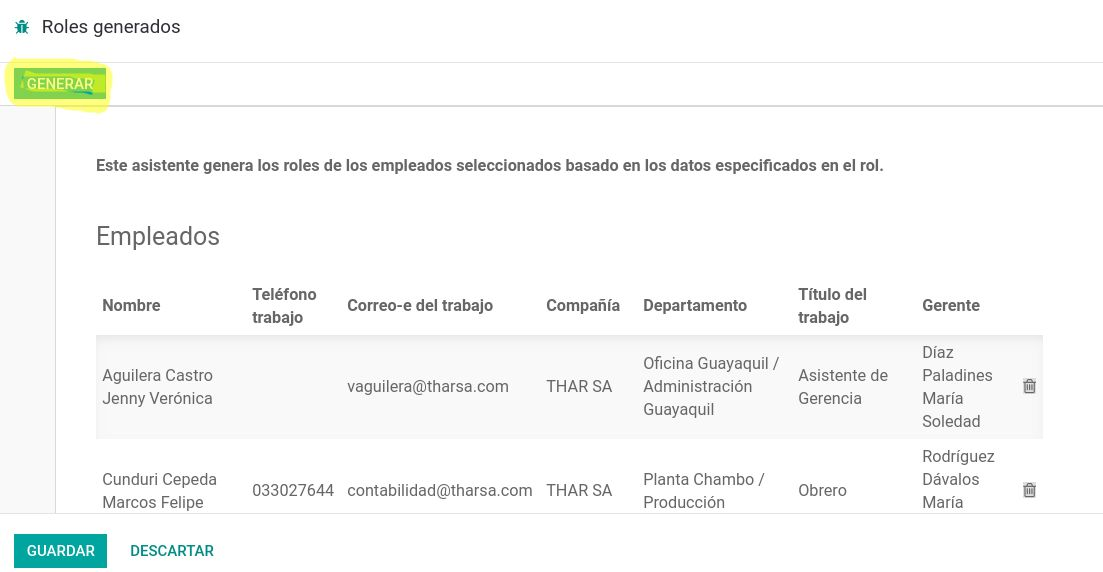 Roles generados
GENERAR
Este asistente genera los roles de los empleados seleccionados basado en los datos especificados en el rol.
Empleados
Nombre Teléfono trabajo Correo-e del trabajo Compañía Departamento Título del trabajo Gerente
Aguilera Castro Jenny Verónica vaguilera@tharsa.com THAR SA Oficina Guayaquil / Administración Guayaquil Asistente de Gerencia Díaz Paladines María Soledad
Cunduri Cepeda Marcos Felipe 033027644 contabilidad@tharsa.com THAR SA Planta Chambo / Producción Obrero Rodríguez Dávalos María
GUARDAR DESCARTAR